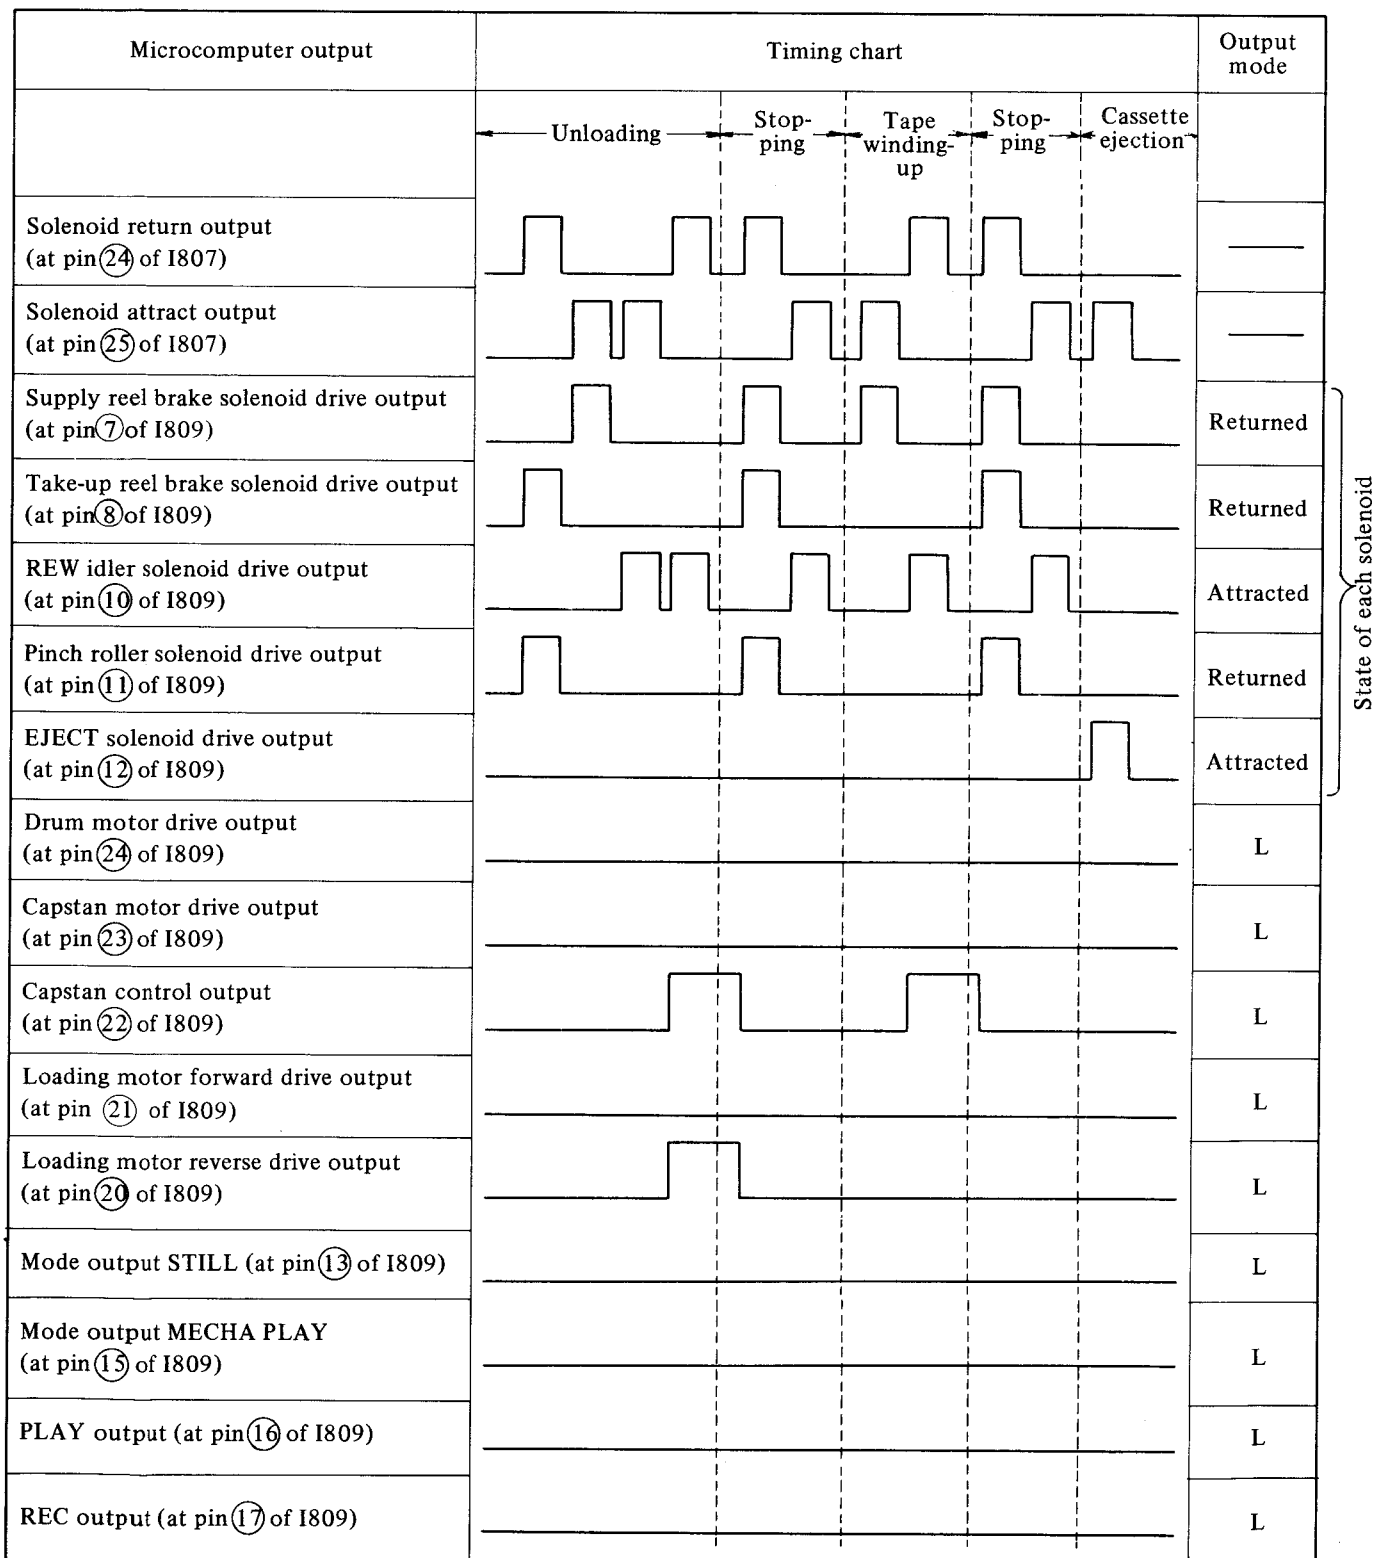 Microcomputer output
Timing chart
Output
mode
Unloading
Stop-
ping
Tape
winding-
up
Stop-
ping
Cassette
ejection
Solenoid return output
(at pin 24 of I807)
Solenoid attract output
(at pin 25 of I807)
Supply reel brake solenoid drive output
(at pin 7 of I809)
Returned
Take-up reel brake solenoid drive output
(at pin 8 of I809)
Returned
REW idler solenoid drive output
(at pin 10 of I809)
Attracted
Pinch roller solenoid drive output
(at pin 11 of I809)
Returned
EJECT solenoid drive output
(at pin 12 of I809)
Attracted
State of each solenoid
Drum motor drive output
(at pin 24 of I809)
L
Capstan motor drive output
(at pin 23 of I809)
L
Capstan control output
(at pin 22 of I809)
L
Loading motor forward drive output
(at pin 21 of I809)
L
Loading motor reverse drive output
(at pin 20 of I809)
L
Mode output STILL (at pin 13 of I809)
L
Mode output MECHA PLAY
(at pin 15 of I809)
L
PLAY output (at pin 16 of I809)
L
REC output (at pin 17 of I809)
L